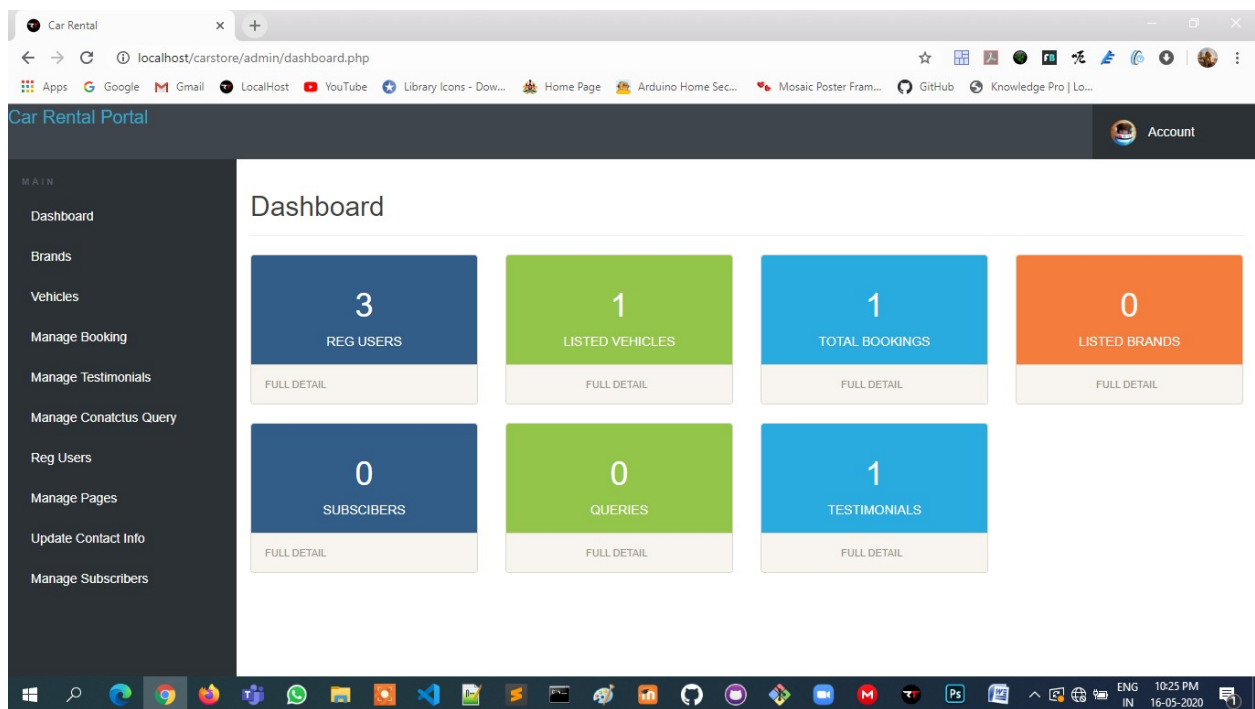 Car Rental
localhost/carstore/admin/dashboard.php
Apps Google Gmail LocalHost YouTube Library Icons - Dow... Home Page Arduino Home Sec... Mosaic Poster Fram... GitHub Knowledge Pro | Lo...
Car Rental Portal
Account
MAIN
Dashboard
Brands
Vehicles
Manage Booking
Manage Testimonials
Manage Conatctus Query
Reg Users
Manage Pages
Update Contact Info
Manage Subscribers
Dashboard
3
REG USERS
FULL DETAIL
1
LISTED VEHICLES
FULL DETAIL
1
TOTAL BOOKINGS
FULL DETAIL
0
LISTED BRANDS
FULL DETAIL
0
SUBSCIBERS
FULL DETAIL
0
QUERIES
FULL DETAIL
1
TESTIMONIALS
FULL DETAIL
ENG 10:25 PM
IN 16-05-2020